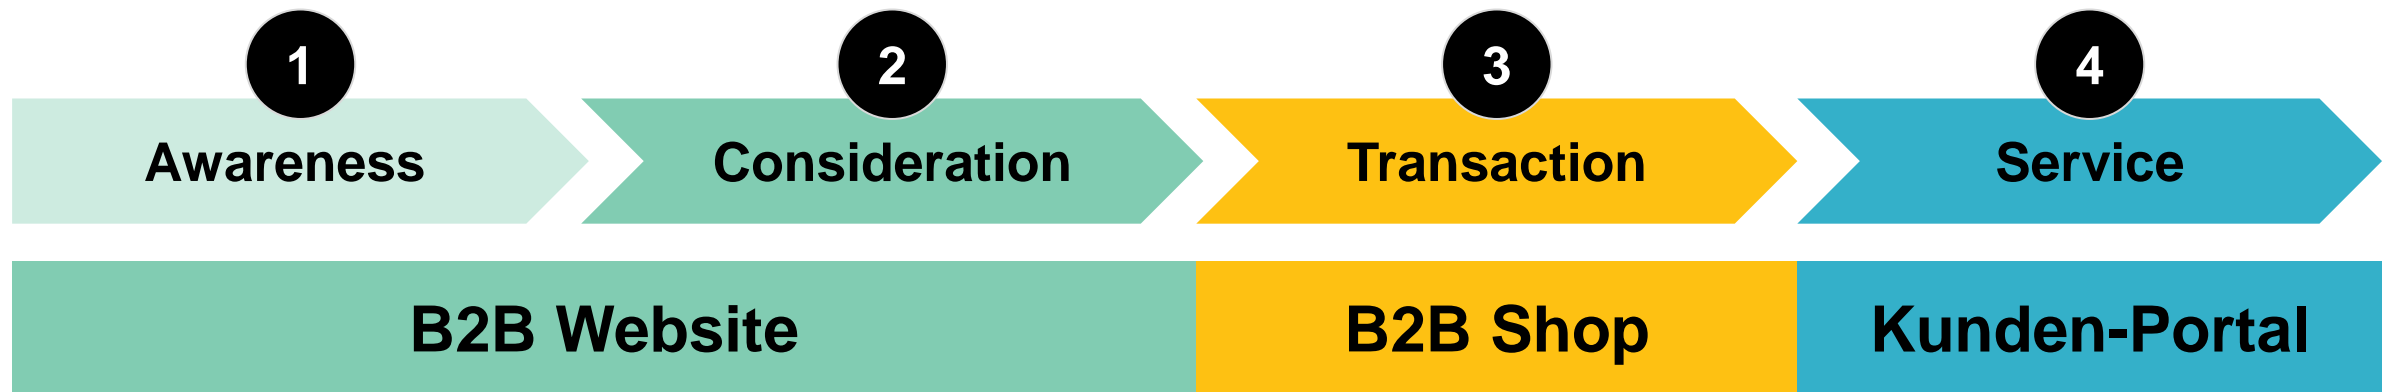 1
2
3
4
Awareness
Consideration
Transaction
Service
B2B Website
B2B Shop
Kunden-Portal